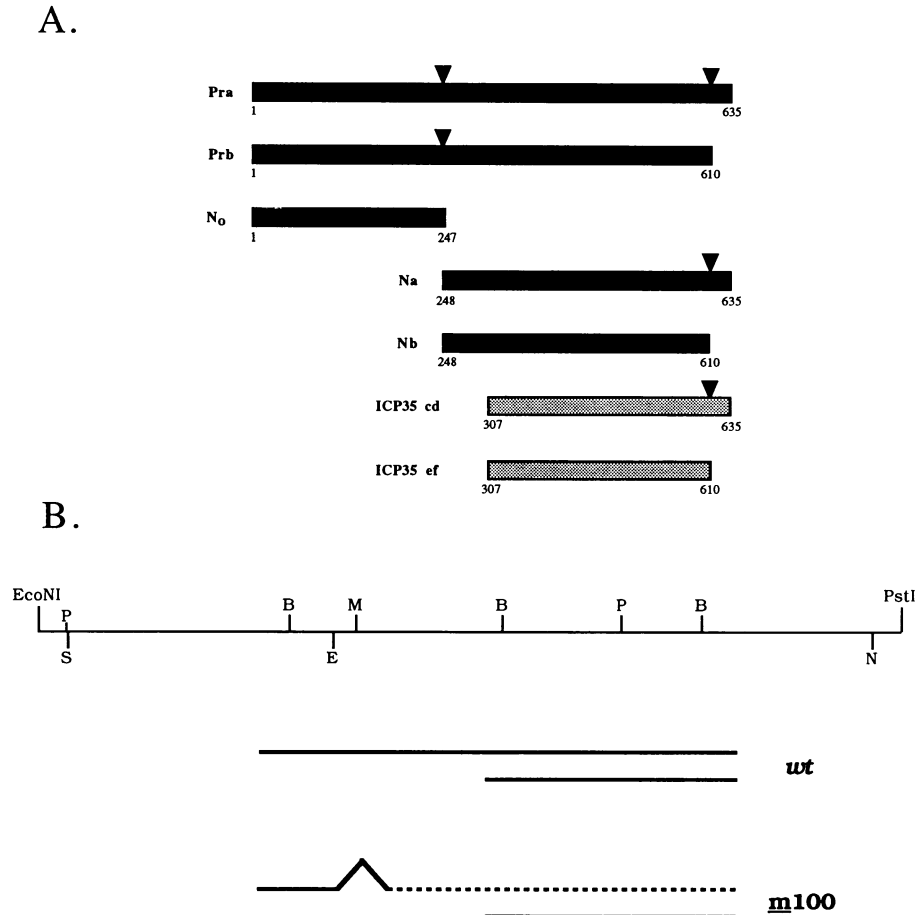 A.
Pra
1
635
Prb
1
610
No
1
247
Na
248
635
Nb
248
610
ICP35 cd
307
635
ICP35 ef
307
610
B.
EcoNI
P
B
M
B
P
B
PstI
S
E
N
wt
m100